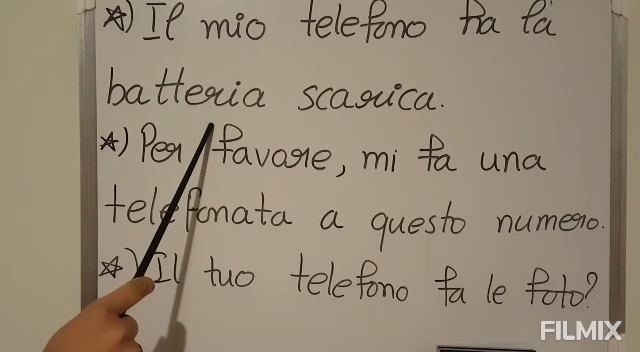 ☆) Il mio telefono ha la
batteria scarica.
☆) Per favore, mi fa una
telefonata a questo numero.
☆) Il tuo telefono fa le foto?
FILMIX